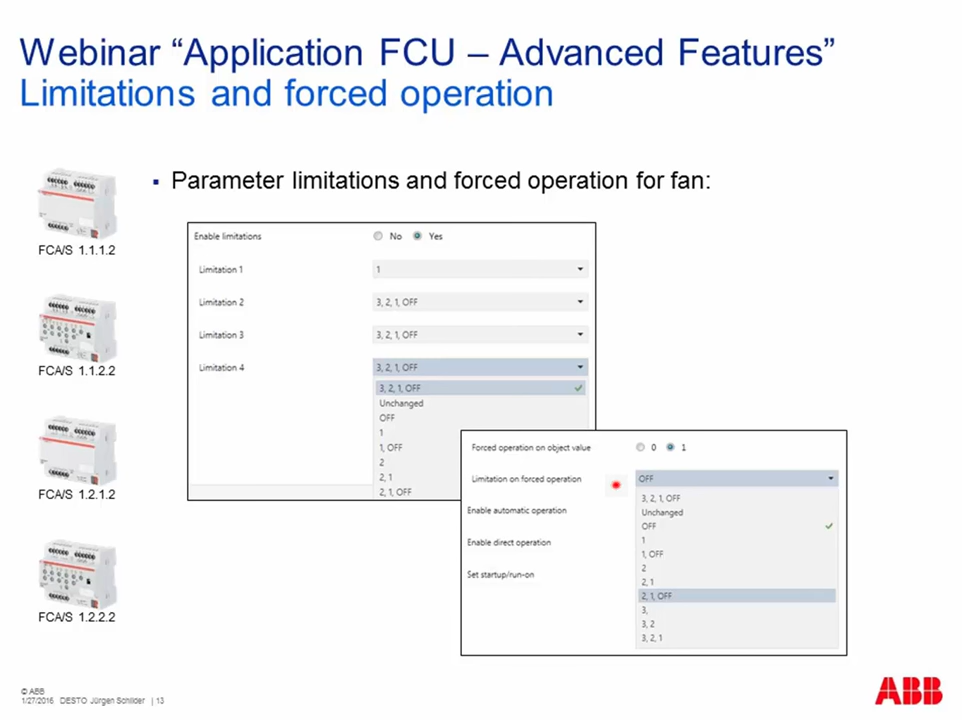 Webinar “Application FCU – Advanced Features”
Limitations and forced operation
▪ Parameter limitations and forced operation for fan:
FCA/S 1.1.1.2
FCA/S 1.1.2.2
FCA/S 1.2.1.2
FCA/S 1.2.2.2
Enable limitations No Yes
Limitation 1 1
Limitation 2 3, 2, 1, OFF
Limitation 3 3, 2, 1, OFF
Limitation 4 3, 2, 1, OFF
3, 2, 1, OFF
Unchanged
OFF
1
1, OFF
2
2, 1
2, 1, OFF
Forced operation on object value 0 1
Limitation on forced operation OFF
Enable automatic operation
Enable direct operation
Set startup/run-on
3, 2, 1, OFF
Unchanged
OFF
1
1, OFF
2
2, 1
2, 1, OFF
3,
3, 2
3, 2, 1
© ABB
1/27/2016 DESTO Jürgen Schilder | 13
ABB